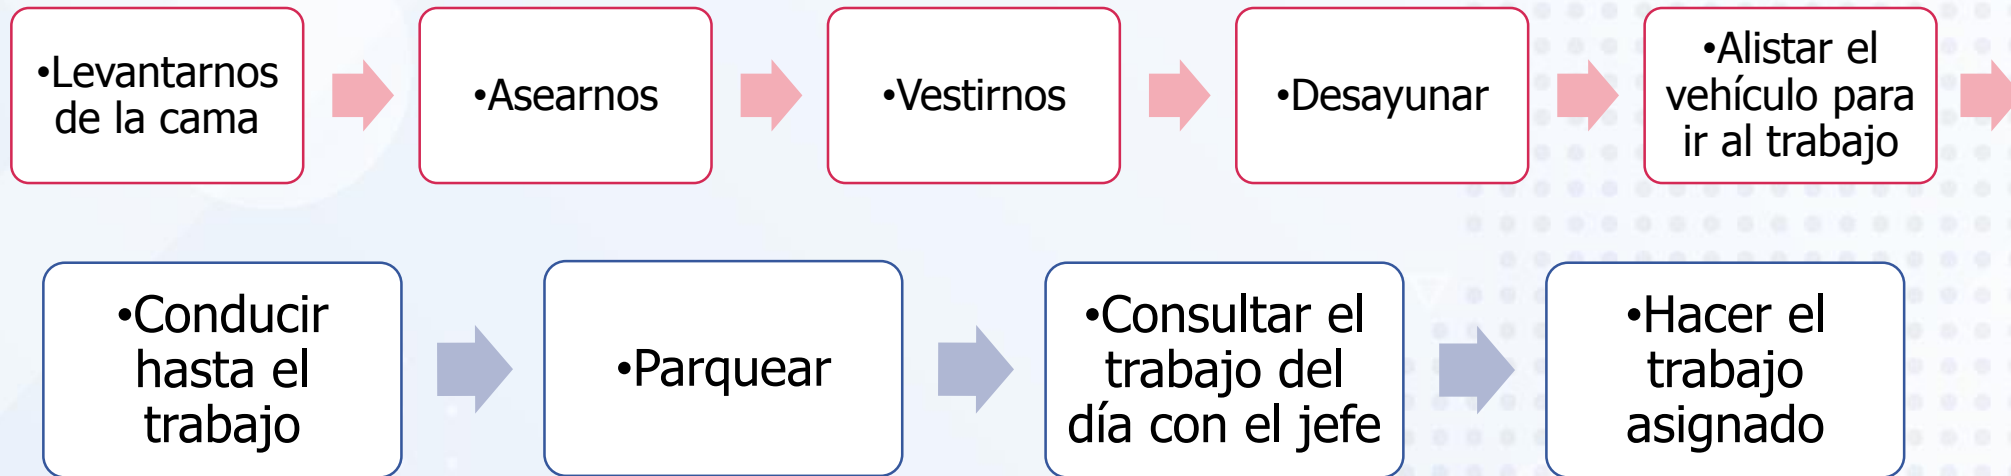 •Levantarnos
de la cama
•Asearnos
•Vestirnos
•Desayunar
•Alistar el
vehículo para
ir al trabajo
•Conducir
hasta el
trabajo
•Parquear
•Consultar el
trabajo del
día con el jefe
•Hacer el
trabajo
asignado